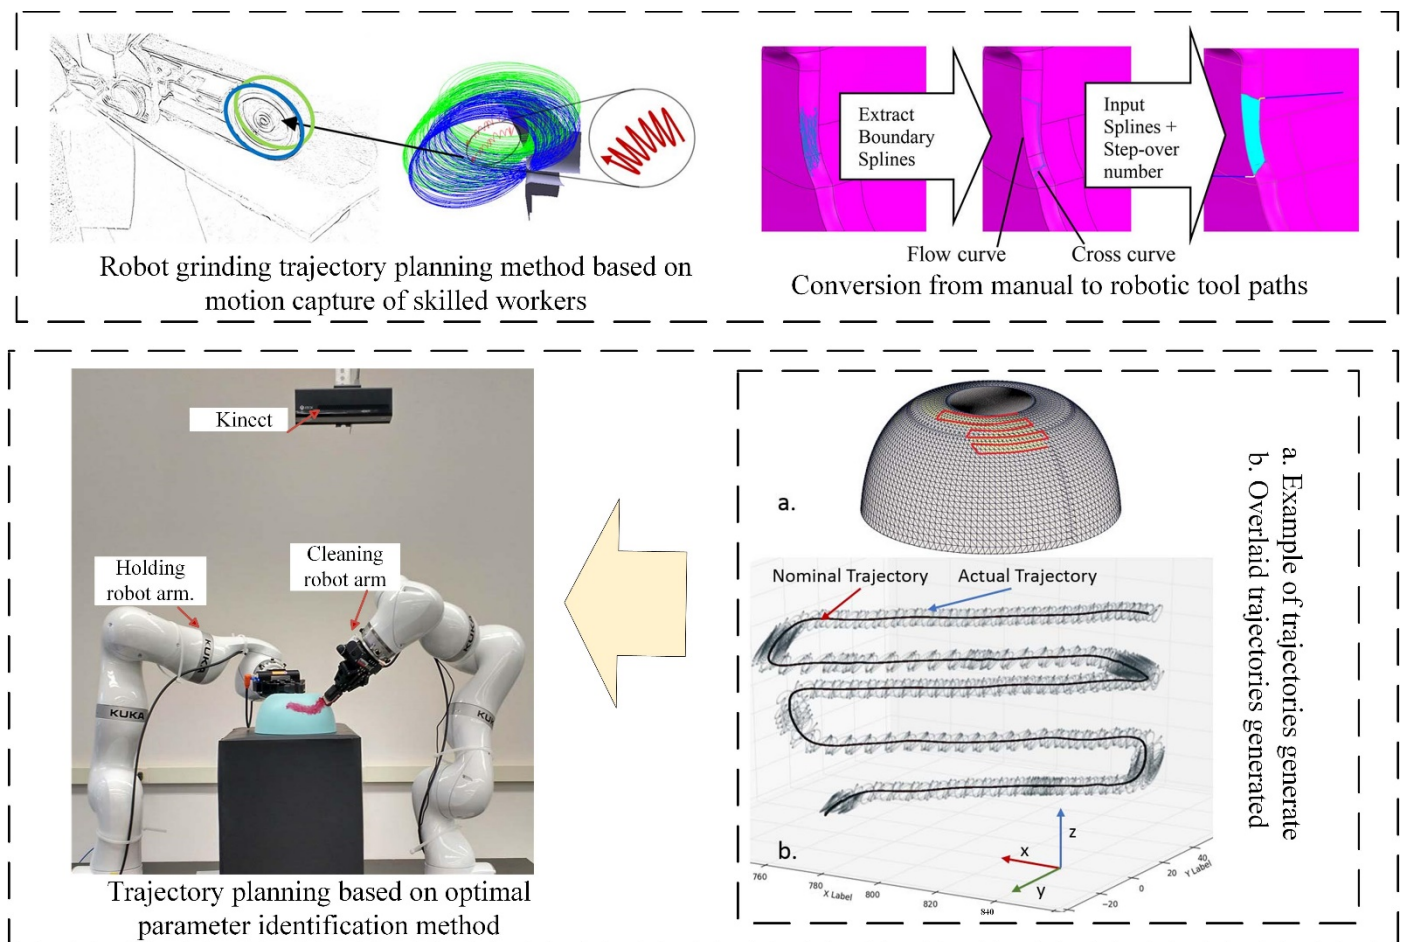 Extract
Boundary
Splines
Input
Splines +
Step-over
number
Flow curve
Cross curve
Robot grinding trajectory planning method based on
motion capture of skilled workers
Conversion from manual to robotic tool paths
Kinect
Cleaning
robot arm
Holding
robot arm.
KUKA
KUKA
KUKA
Trajectory planning based on optimal
parameter identification method
a.
Nominal Trajectory
Actual Trajectory
b.
x
y
z
760
780
X Label
800
820
840
−20
0
20
Y Label
40
a. Example of trajectories generate
b. Overlaid trajectories generated